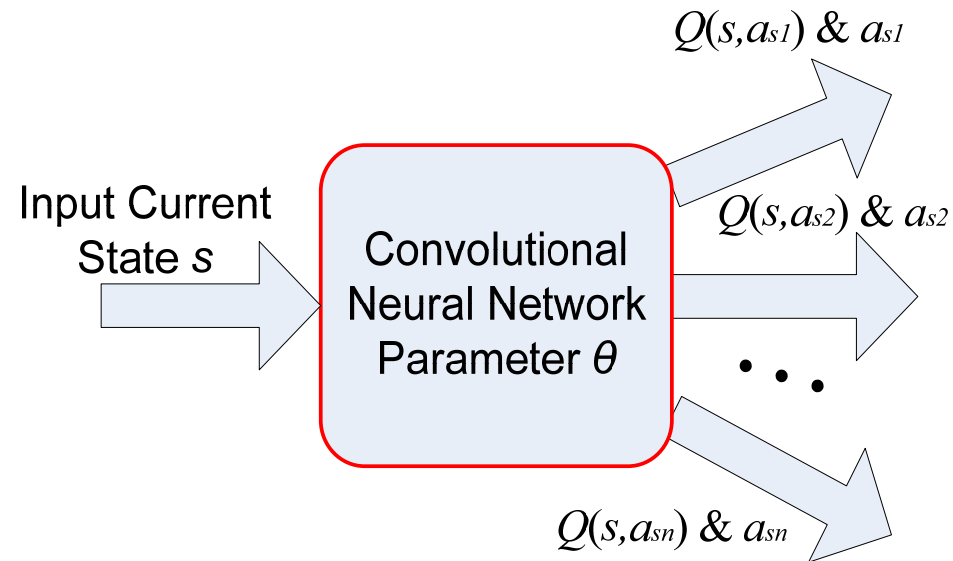 Input Current
State s
Convolutional
Neural Network
Parameter θ
Q(s,as1) & as1
Q(s,as2) & as2
...
Q(s,asn) & asn